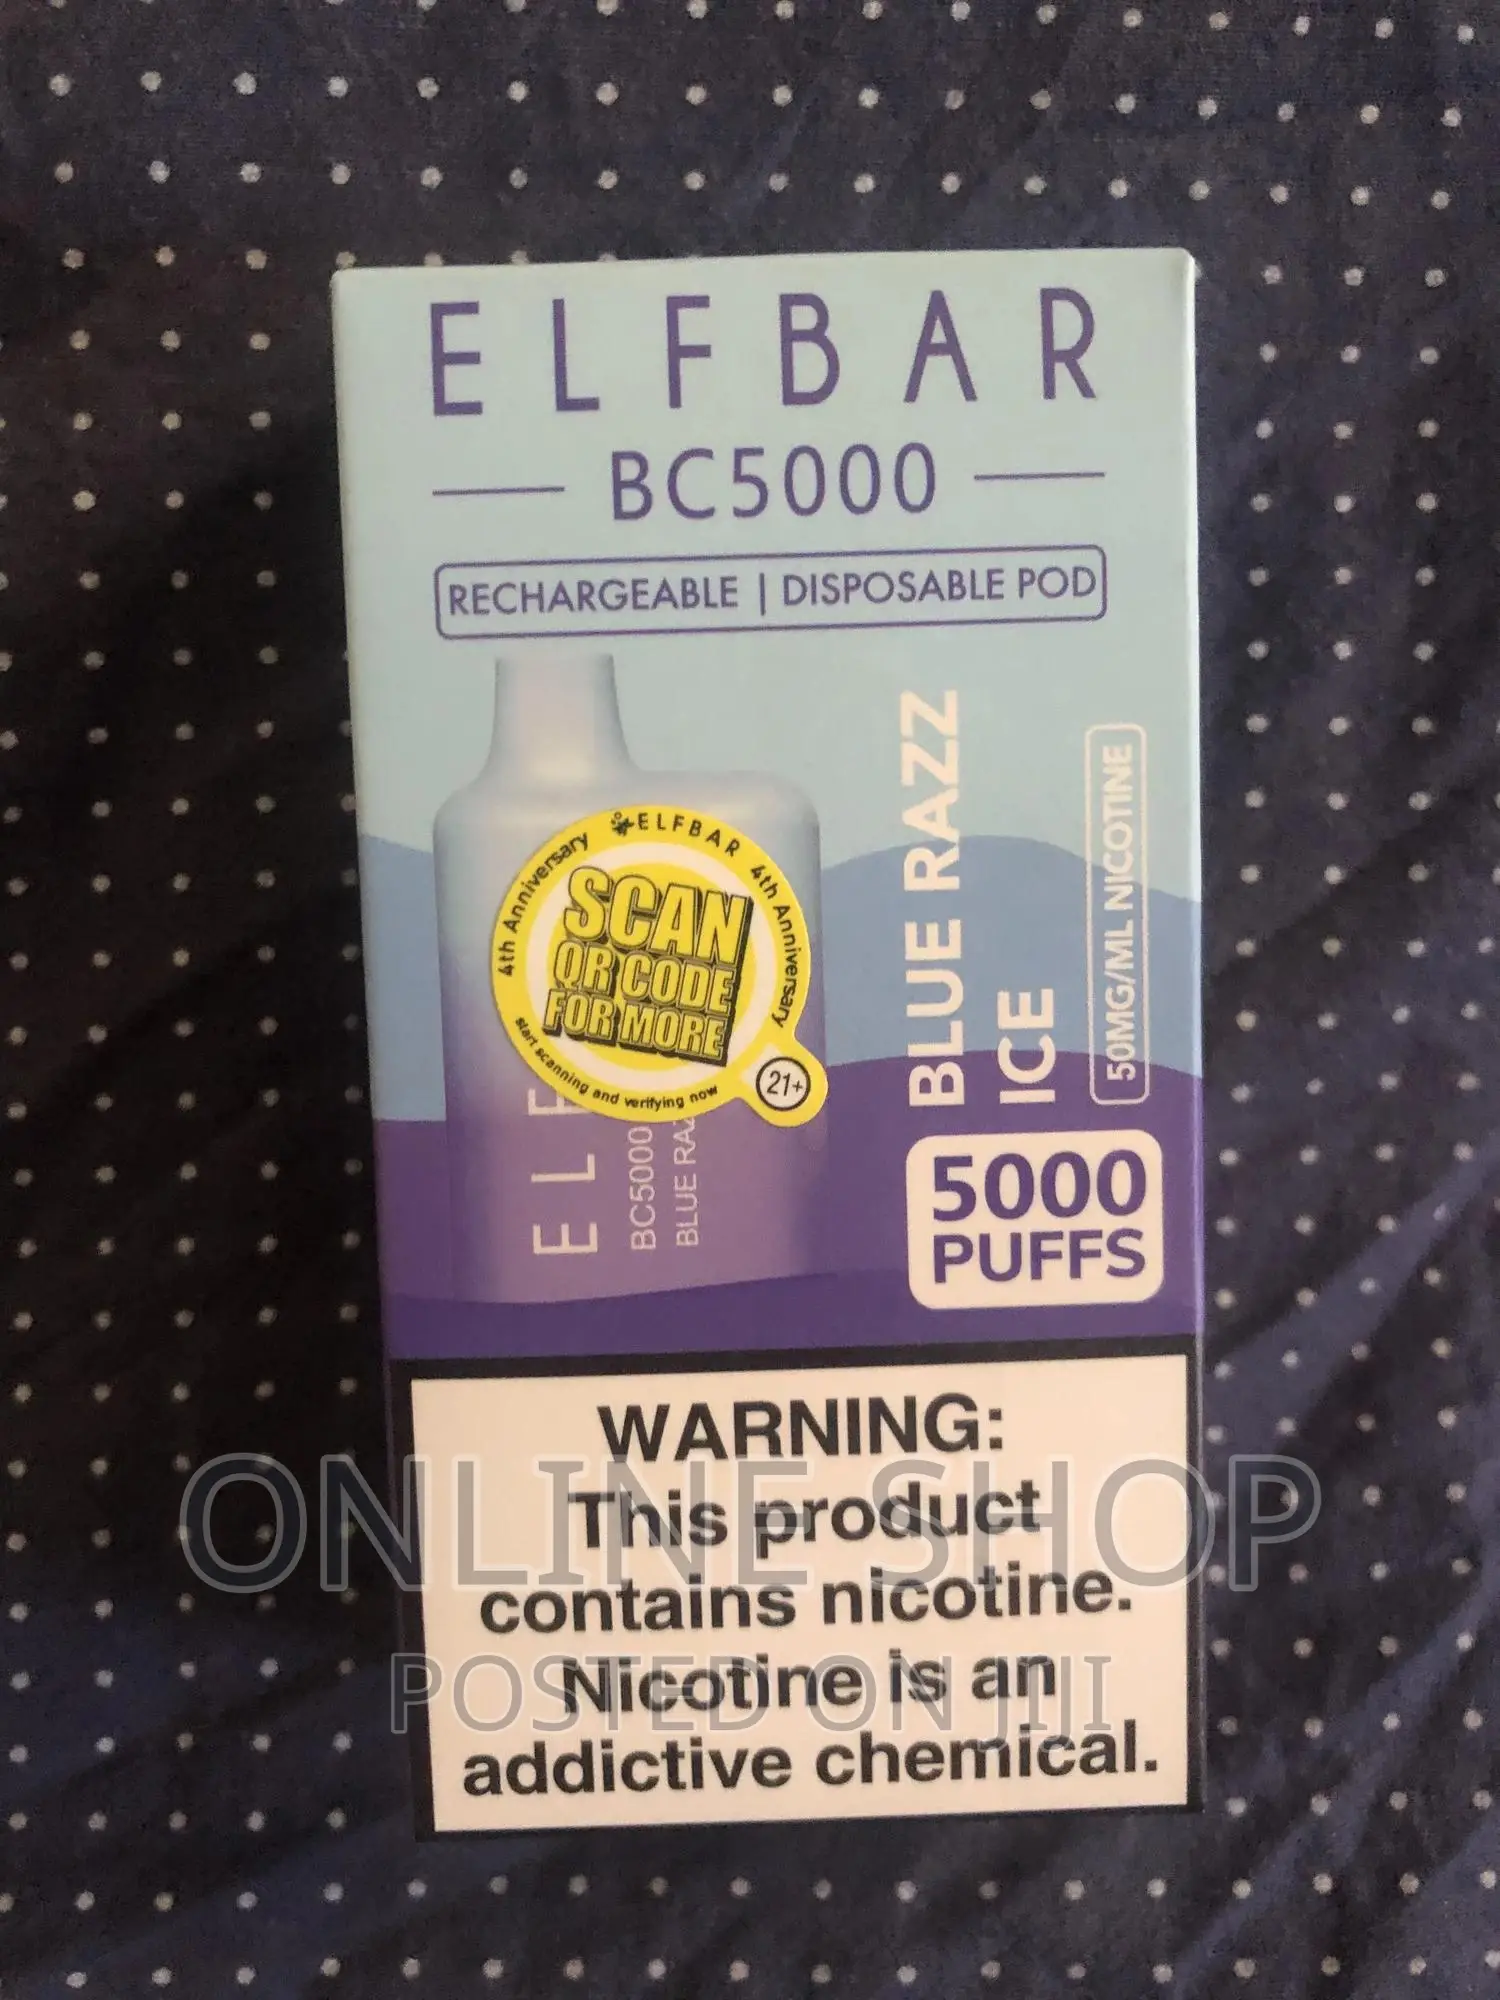 ELFBAR
BC5000
RECHARGEABLE | DISPOSABLE POD
BLUE RAZZ
ICE
50MG/ML NICOTINE
ELFBAR
4th Anniversary
4th Anniversary
SCAN
QR CODE
FOR MORE
start scanning and verifying now
21+
ELF
BC5000
BLUE RAZ
5000
PUFFS
WARNING:
This product
contains nicotine.
Nicotine is an
addictive chemical.
ONLINE SHOP
POSTED ON JIJI